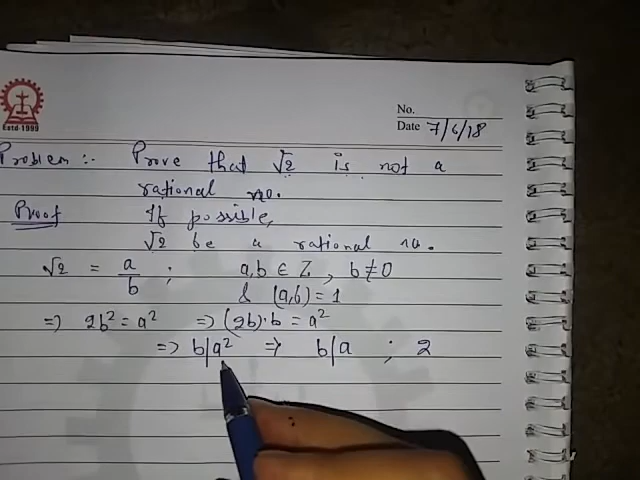 Estd-1999
No.
Date 7/6/18
Problem :- Prove that √2 is not a
rational no.
Proof If possible,
√2 be a rational no.
√2 = a/b ; a,b ∈ Z, b≠0
& (a,b) = 1
⇒ 2b² = a² ⇒ (2b)·b = a²
⇒ b|a² ⇒ b|a ; 2